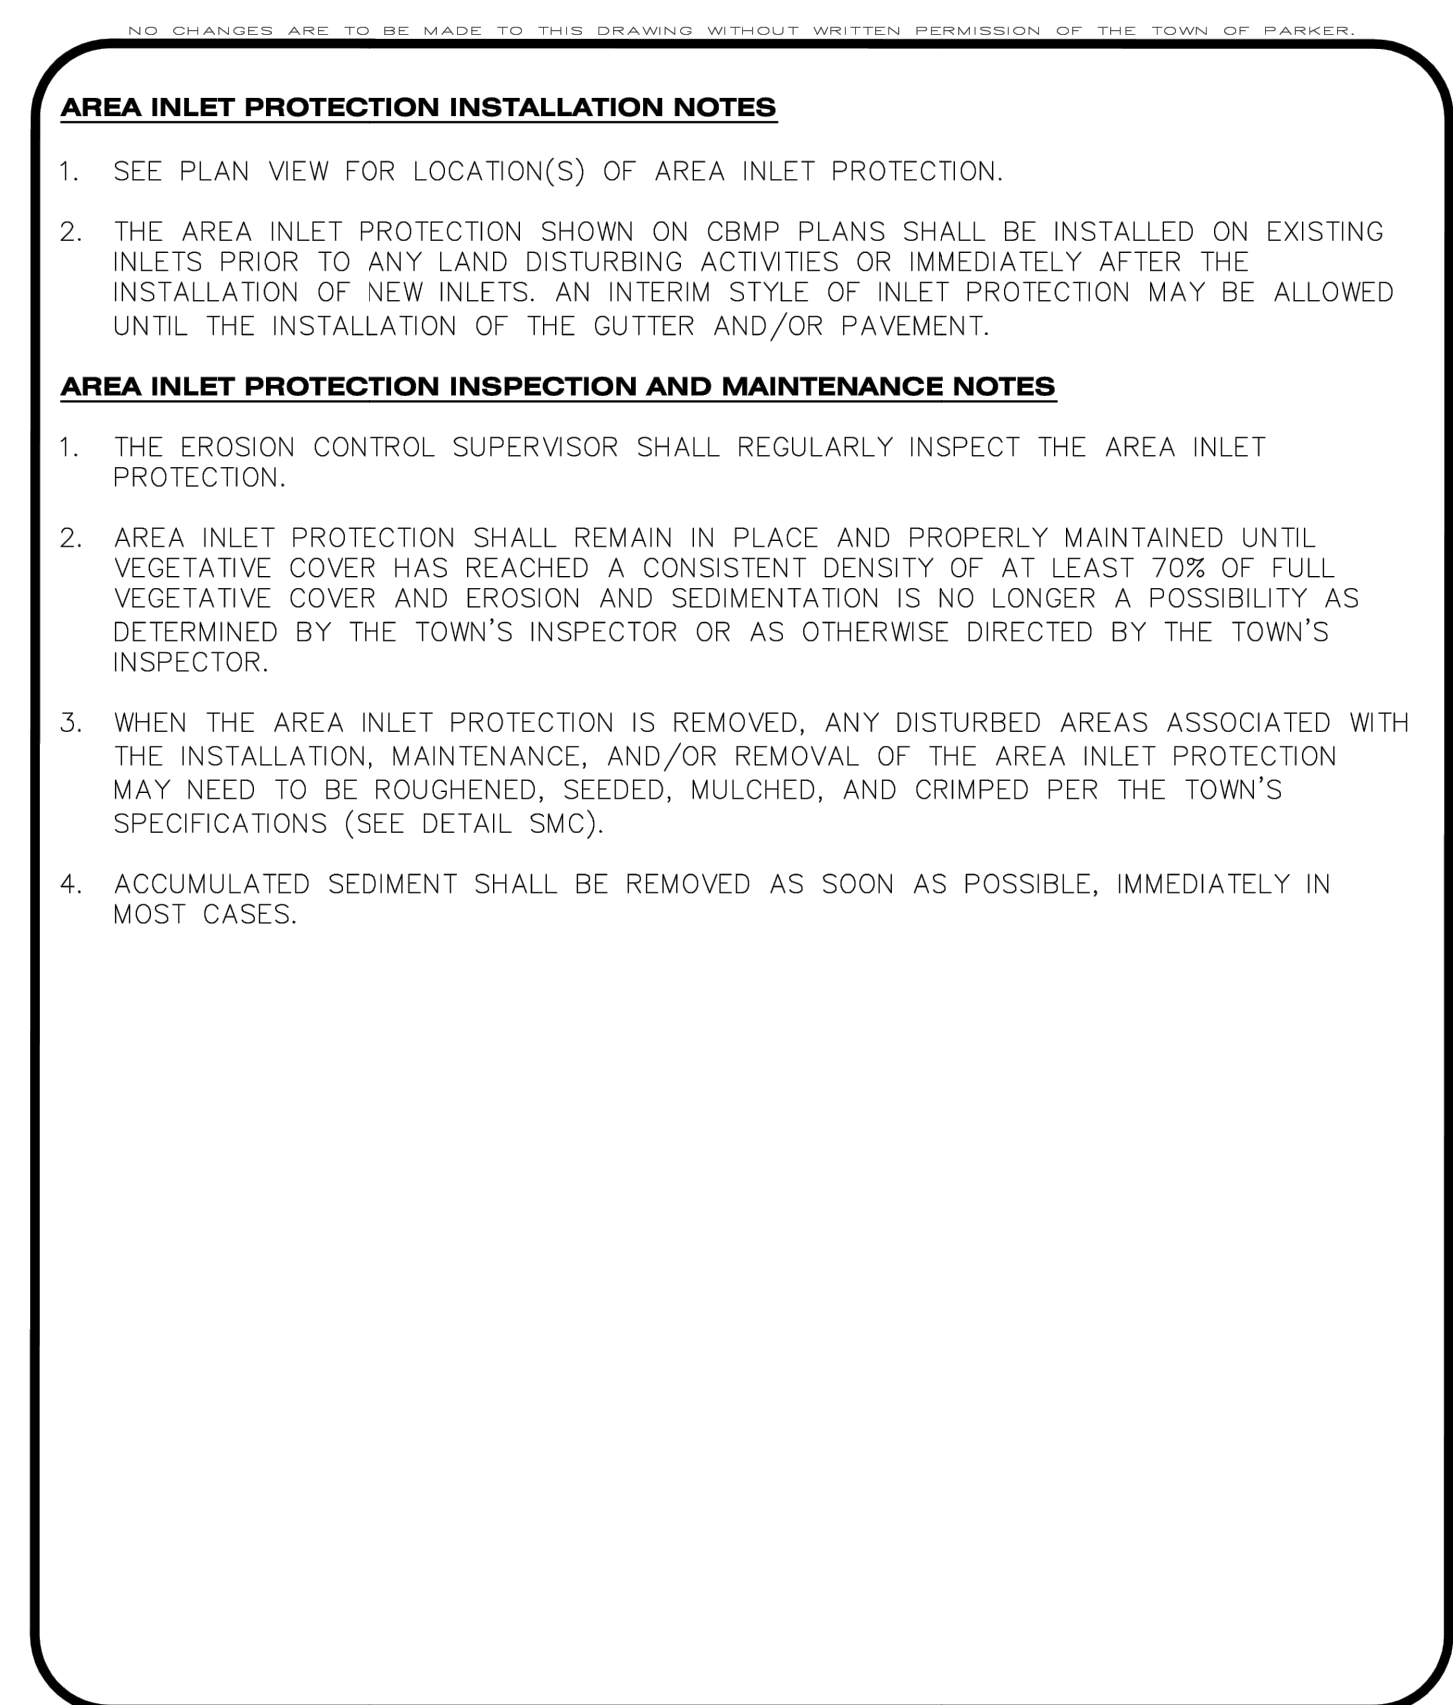 NO CHANGES ARE TO BE MADE TO THIS DRAWING WITHOUT WRITTEN PERMISSION OF THE TOWN OF PARKER.
AREA INLET PROTECTION INSTALLATION NOTES
1. SEE PLAN VIEW FOR LOCATION(S) OF AREA INLET PROTECTION.
2. THE AREA INLET PROTECTION SHOWN ON CBMP PLANS SHALL BE INSTALLED ON EXISTING
INLETS PRIOR TO ANY LAND DISTURBING ACTIVITIES OR IMMEDIATELY AFTER THE
INSTALLATION OF NEW INLETS. AN INTERIM STYLE OF INLET PROTECTION MAY BE ALLOWED
UNTIL THE INSTALLATION OF THE GUTTER AND/OR PAVEMENT.
AREA INLET PROTECTION INSPECTION AND MAINTENANCE NOTES
1. THE EROSION CONTROL SUPERVISOR SHALL REGULARLY INSPECT THE AREA INLET
PROTECTION.
2. AREA INLET PROTECTION SHALL REMAIN IN PLACE AND PROPERLY MAINTAINED UNTIL
VEGETATIVE COVER HAS REACHED A CONSISTENT DENSITY OF AT LEAST 70% OF FULL
VEGETATIVE COVER AND EROSION AND SEDIMENTATION IS NO LONGER A POSSIBILITY AS
DETERMINED BY THE TOWN'S INSPECTOR OR AS OTHERWISE DIRECTED BY THE TOWN'S
INSPECTOR.
3. WHEN THE AREA INLET PROTECTION IS REMOVED, ANY DISTURBED AREAS ASSOCIATED WITH
THE INSTALLATION, MAINTENANCE, AND/OR REMOVAL OF THE AREA INLET PROTECTION
MAY NEED TO BE ROUGHENED, SEEDED, MULCHED, AND CRIMPED PER THE TOWN'S
SPECIFICATIONS (SEE DETAIL SMC).
4. ACCUMULATED SEDIMENT SHALL BE REMOVED AS SOON AS POSSIBLE, IMMEDIATELY IN
MOST CASES.